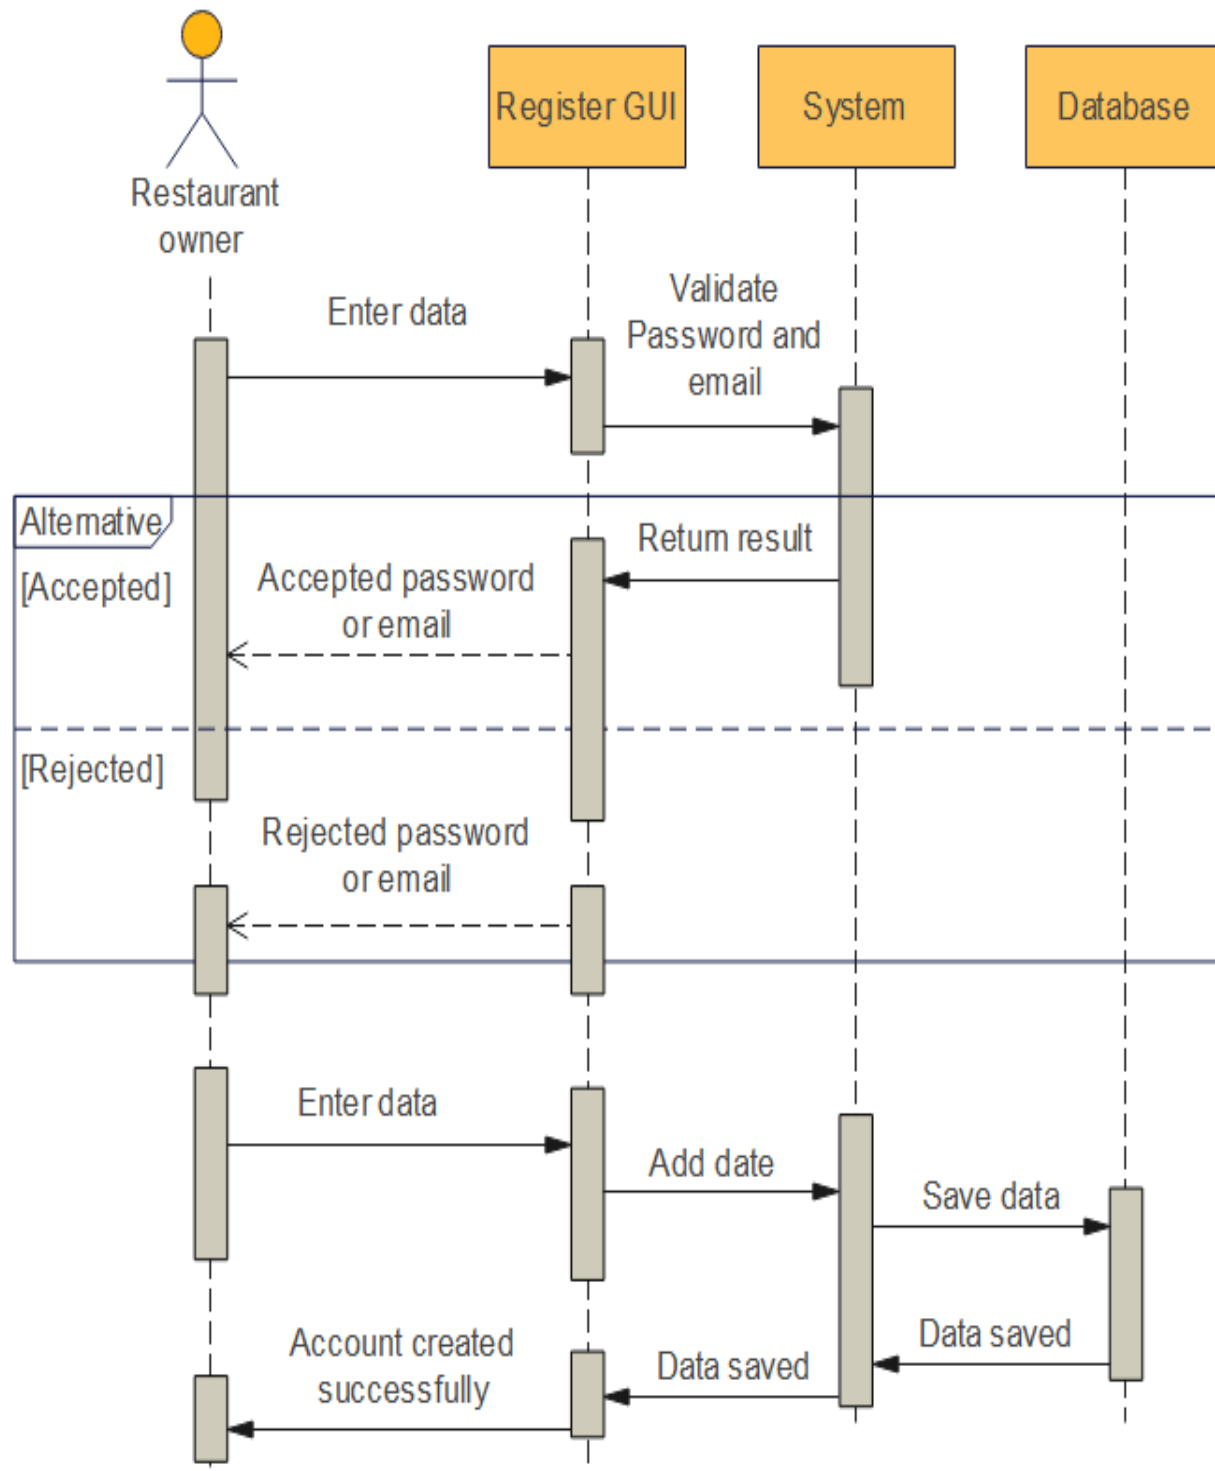 Restaurant
owner
Register GUI
System
Database
Enter data
Validate
Password and
email
Alternative
[Accepted]
Return result
Accepted password
or email
[Rejected]
Rejected password
or email
Enter data
Add date
Save data
Data saved
Data saved
Account created
successfully